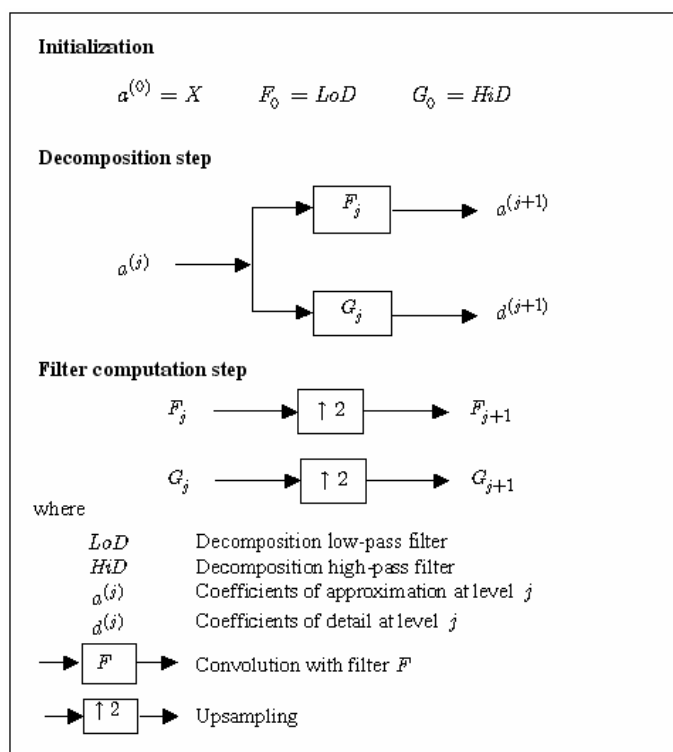 Initialization
a^(0) = X F_0 = LoD G_0 = HiD
Decomposition step
F_j a^(j+1)
a^(j)
G_j d^(j+1)
Filter computation step
F_j ↑ 2 F_j+1
G_j ↑ 2 G_j+1
where
LoD Decomposition low-pass filter
HiD Decomposition high-pass filter
a^(j) Coefficients of approximation at level j
d^(j) Coefficients of detail at level j
F Convolution with filter F
↑ 2 Upsampling